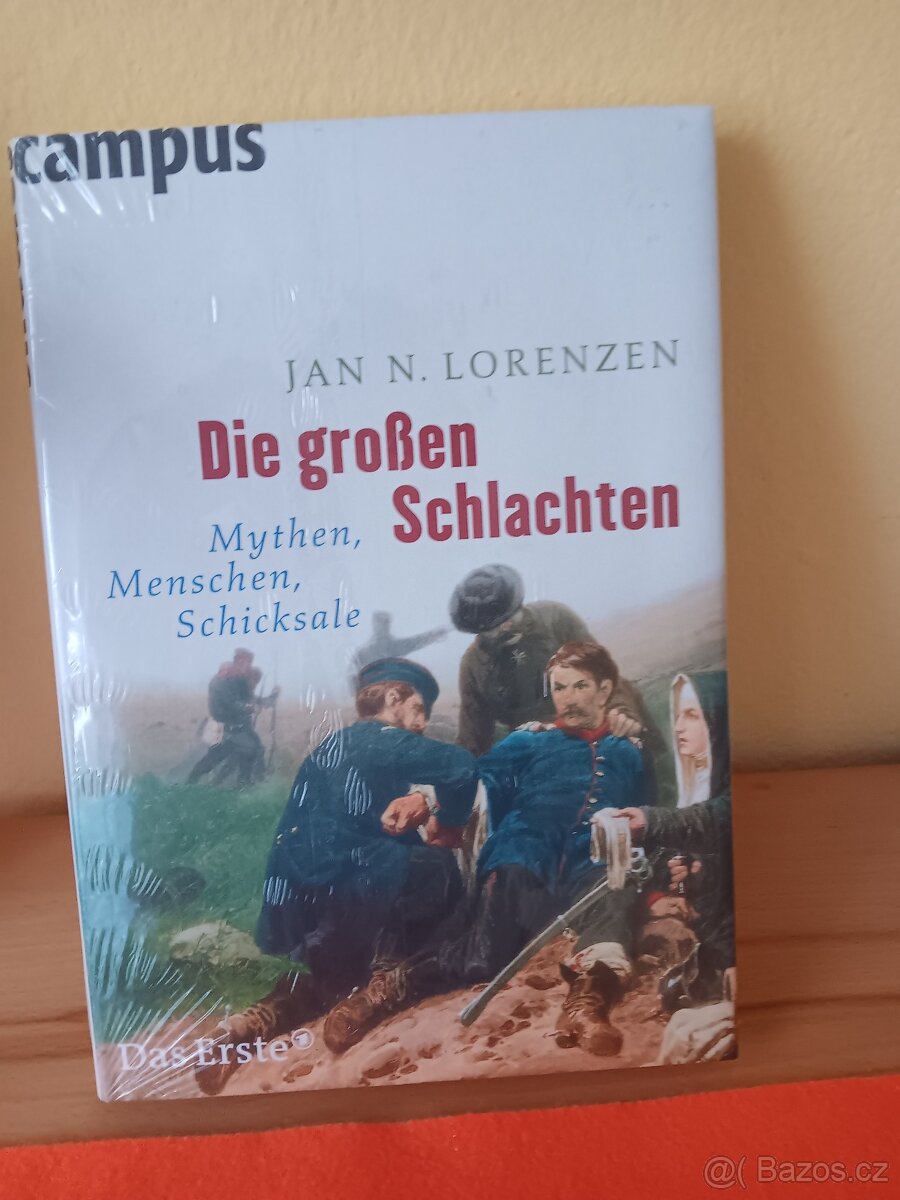 campus
JAN N. LORENZEN
Die großen
Schlachten
Mythen,
Menschen,
Schicksale
Das Erste
@( Bazos.cz